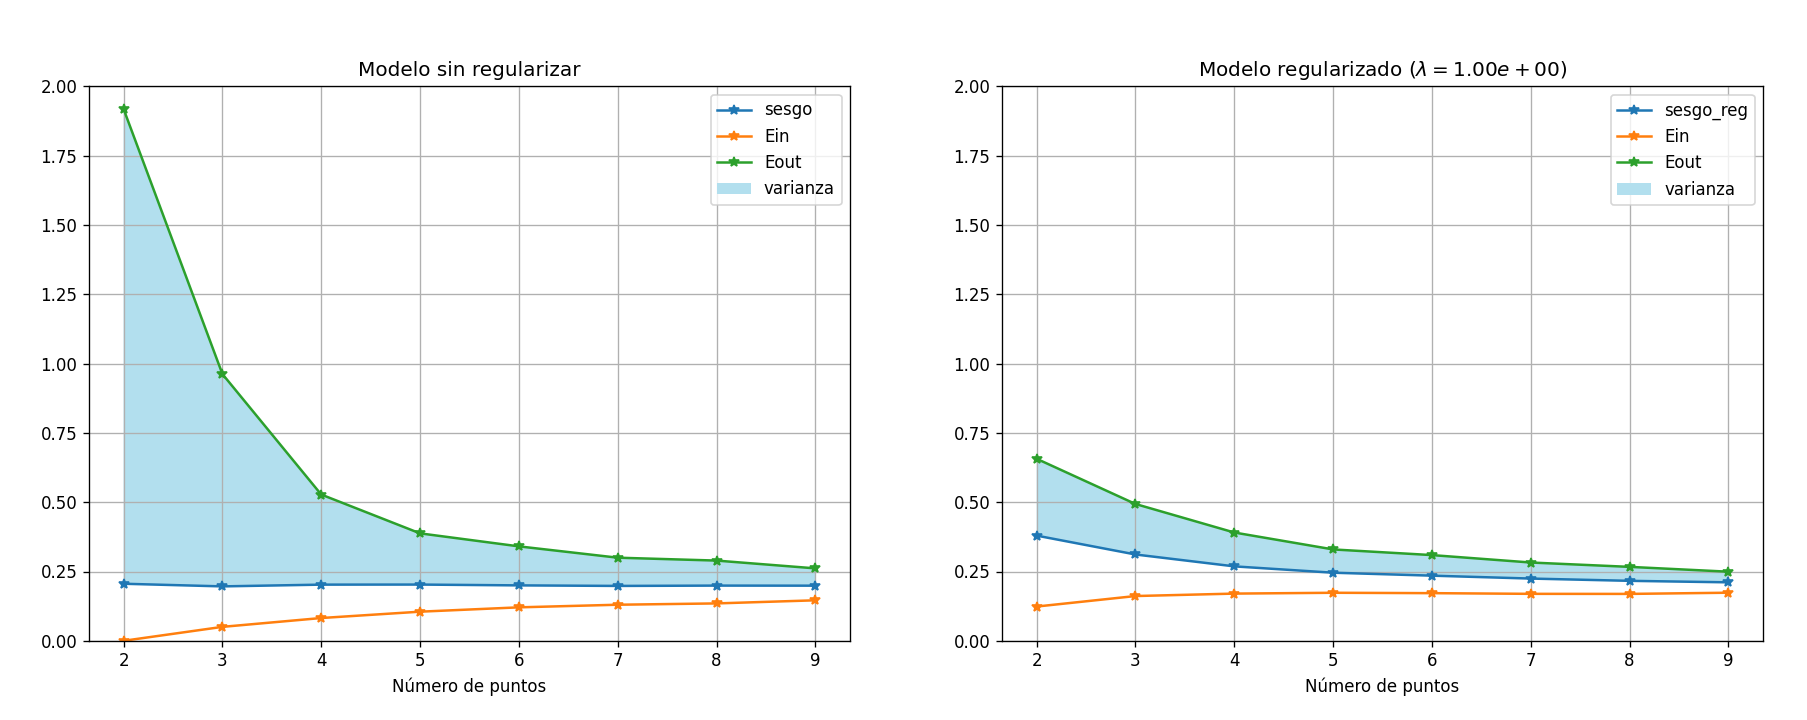 Modelo sin regularizar
2.00
1.75
1.50
1.25
1.00
0.75
0.50
0.25
0.00
sesgo
Ein
Eout
varianza
2 3 4 5 6 7 8 9
Número de puntos
Modelo regularizado (λ = 1.00e + 00)
2.00
1.75
1.50
1.25
1.00
0.75
0.50
0.25
0.00
sesgo_reg
Ein
Eout
varianza
2 3 4 5 6 7 8 9
Número de puntos